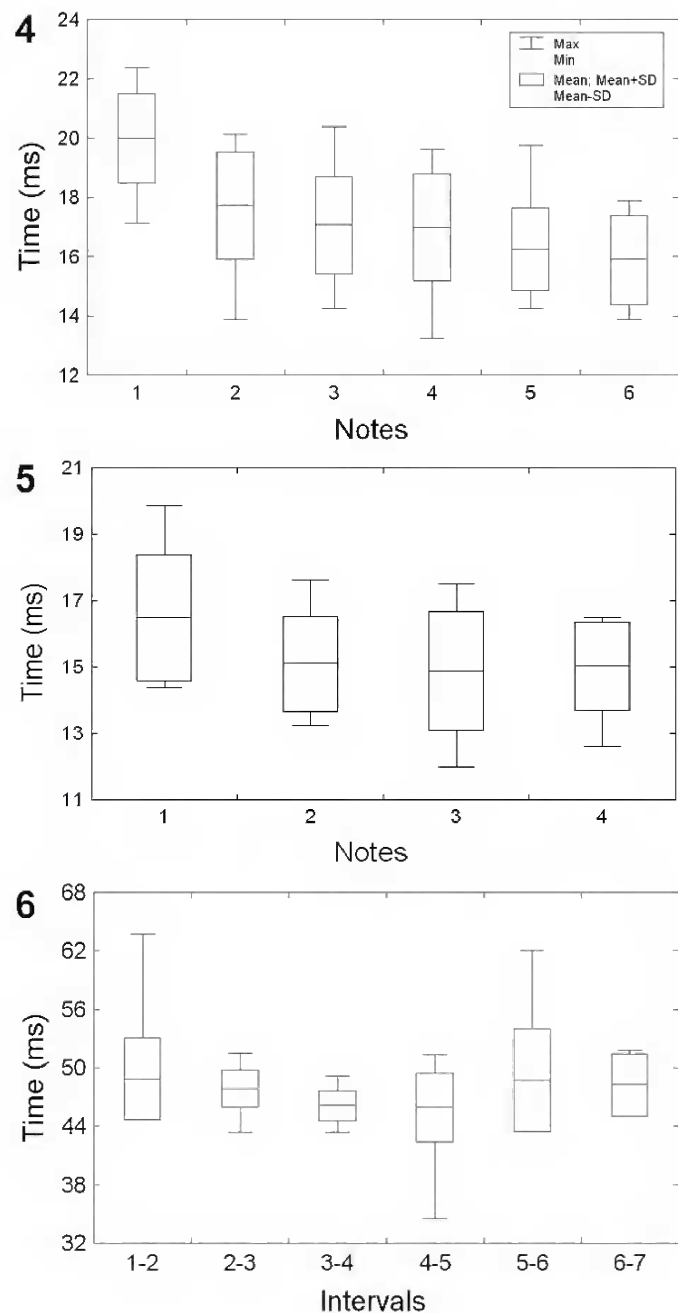 4
24
22
20
18
16
14
12
Time (ms)
Max
Min
Mean; Mean+SD
Mean-SD
1 2 3 4 5 6
Notes
5
21
19
17
15
13
11
Time (ms)
1 2 3 4
Notes
6
68
62
56
50
44
38
32
Time (ms)
1-2 2-3 3-4 4-5 5-6 6-7
Intervals